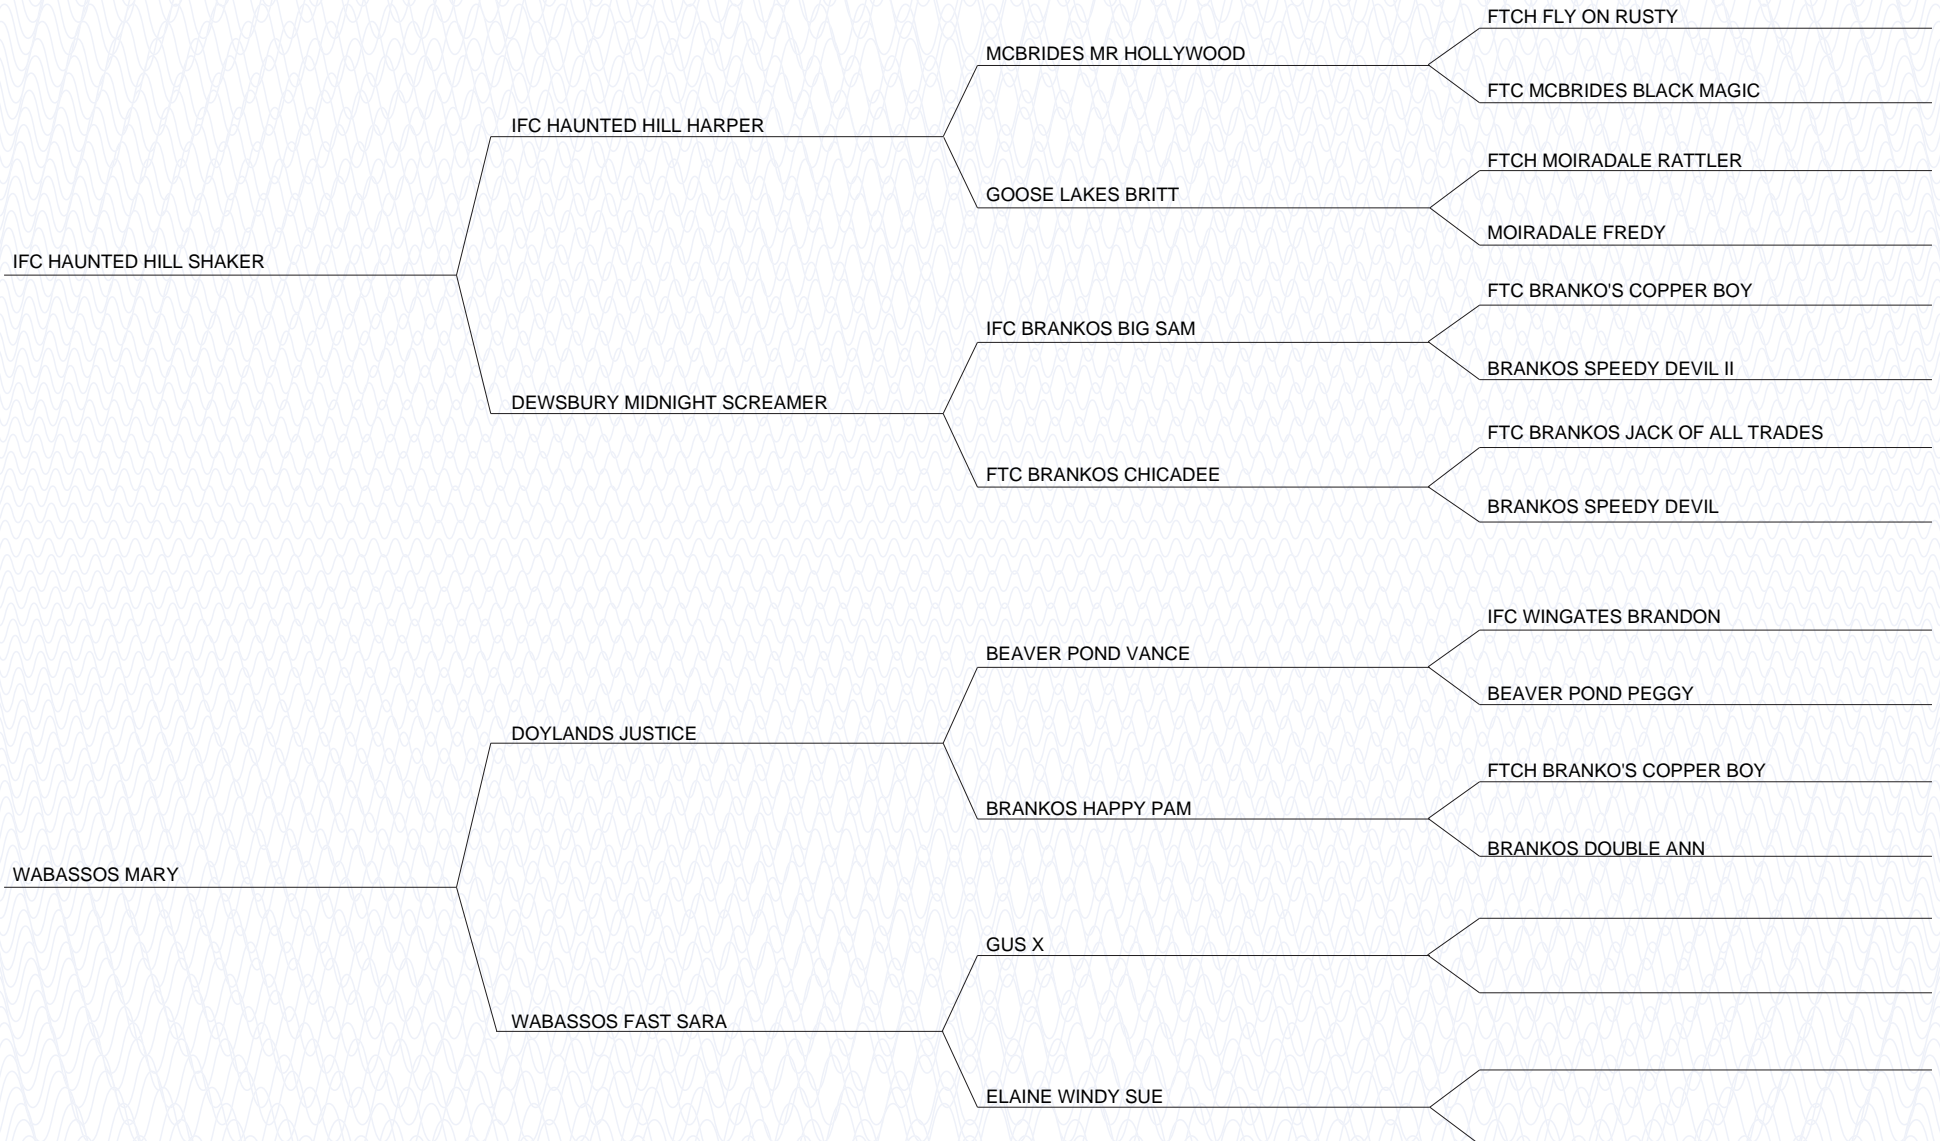 FTCH FLY ON RUSTY
MCBRIDES MR HOLLYWOOD
FTC MCBRIDES BLACK MAGIC
IFC HAUNTED HILL HARPER
FTCH MOIRADALE RATTLER
GOOSE LAKES BRITT
MOIRADALE FREDY
IFC HAUNTED HILL SHAKER
FTC BRANKO'S COPPER BOY
IFC BRANKOS BIG SAM
BRANKOS SPEEDY DEVIL II
DEWSBURY MIDNIGHT SCREAMER
FTC BRANKOS JACK OF ALL TRADES
FTC BRANKOS CHICADEE
BRANKOS SPEEDY DEVIL
IFC WINGATES BRANDON
BEAVER POND VANCE
BEAVER POND PEGGY
DOYLANDS JUSTICE
FTCH BRANKO'S COPPER BOY
BRANKOS HAPPY PAM
BRANKOS DOUBLE ANN
WABASSOS MARY
GUS X
WABASSOS FAST SARA
ELAINE WINDY SUE